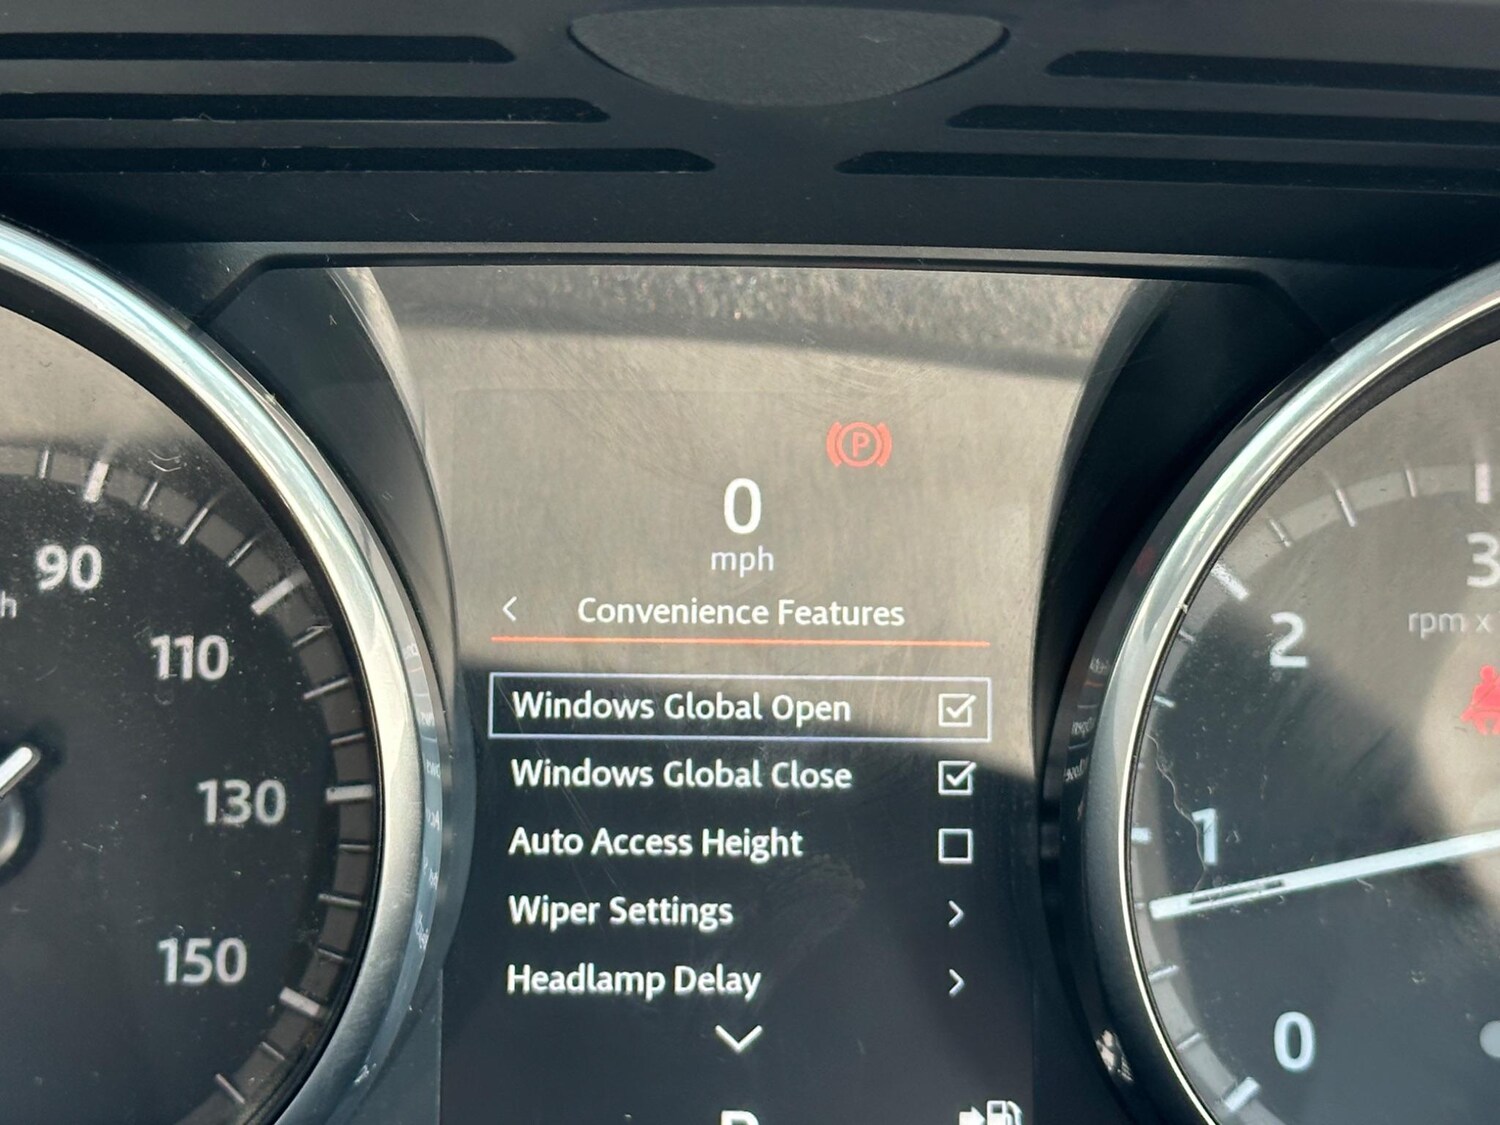 P
0
mph
Convenience Features
Windows Global Open
Windows Global Close
Auto Access Height
Wiper Settings
Headlamp Delay
90
110
130
150
3
rpm x
2
1
0